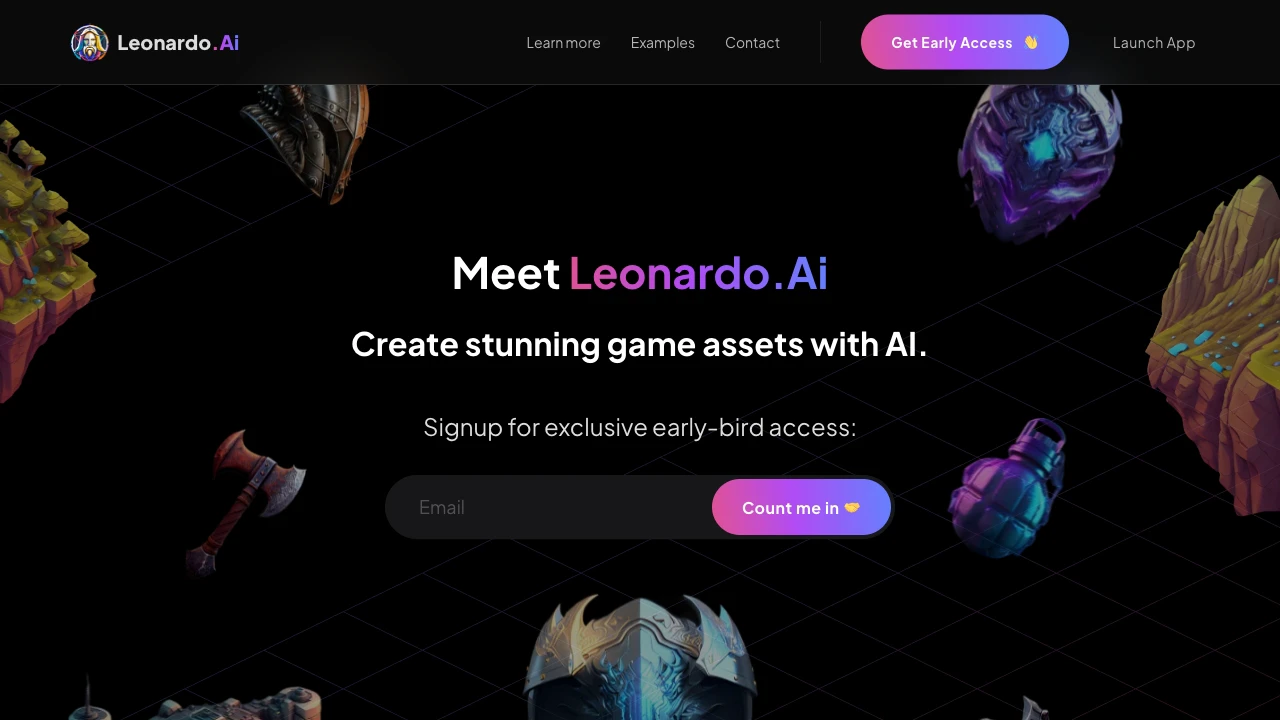 Leonardo.Ai
Learn more
Examples
Contact
Get Early Access 👋
Launch App
Meet Leonardo.Ai
Create stunning game assets with AI.
Signup for exclusive early-bird access:
Email
Count me in 🤝